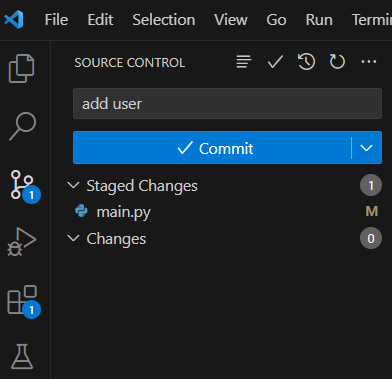 File Edit Selection View Go Run Termin
SOURCE CONTROL
add user
Commit
Staged Changes 1
main.py M
Changes 0
1
1